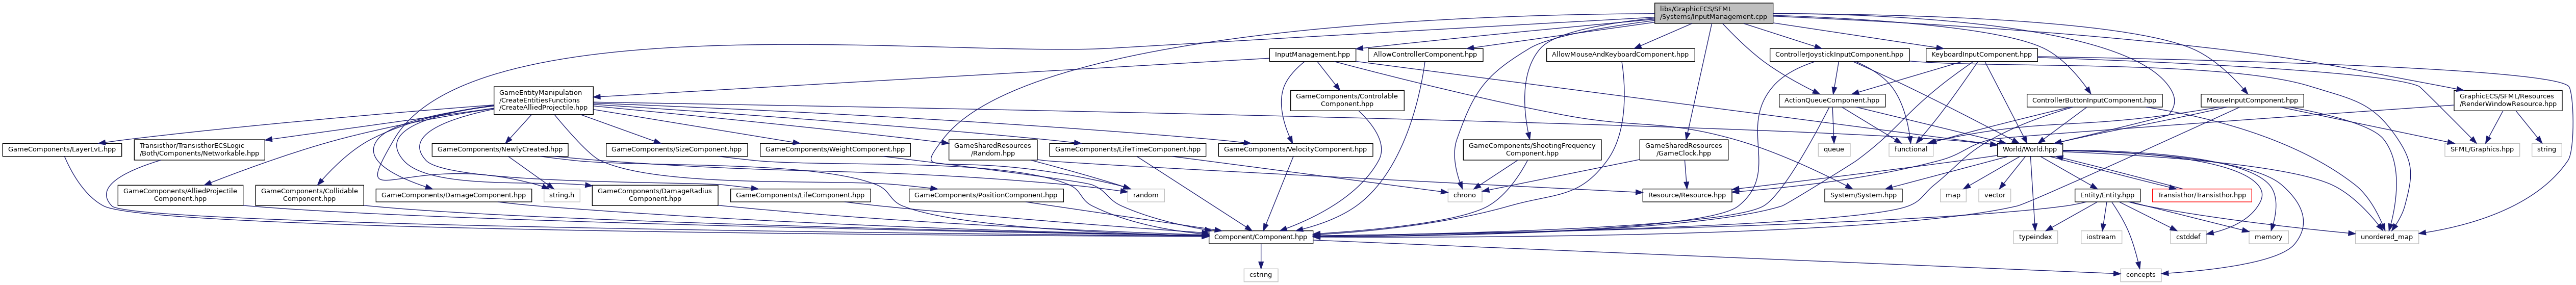 libs/GraphicECS/SFML
/Systems/InputManagement.cpp
InputManagement.hpp
AllowControllerComponent.hpp
AllowMouseAndKeyboardComponent.hpp
ControllerJoystickInputComponent.hpp
KeyboardInputComponent.hpp
GameEntityManipulation
/CreateEntitiesFunctions
/CreateAlliedProjectile.hpp
GameComponents/Controlable
Component.hpp
ActionQueueComponent.hpp
ControllerButtonInputComponent.hpp
MouseInputComponent.hpp
GraphicECS/SFML/Resources
/RenderWindowResource.hpp
GameComponents/LayerLvL.hpp
Transisthor/TransisthorECSLogic
/Both/Components/Networkable.hpp
GameComponents/NewlyCreated.hpp
GameComponents/SizeComponent.hpp
GameComponents/WeightComponent.hpp
GameSharedResources
/Random.hpp
GameComponents/LifeTimeComponent.hpp
GameComponents/VelocityComponent.hpp
GameComponents/ShootingFrequency
Component.hpp
GameSharedResources
/GameClock.hpp
queue
functional
World/World.hpp
SFML/Graphics.hpp
string
GameComponents/AlliedProjectile
Component.hpp
GameComponents/Collidable
Component.hpp
GameComponents/DamageComponent.hpp
string.h
GameComponents/DamageRadius
Component.hpp
GameComponents/LifeComponent.hpp
GameComponents/PositionComponent.hpp
random
chrono
Resource/Resource.hpp
System/System.hpp
map
vector
Entity/Entity.hpp
Transisthor/Transisthor.hpp
Component/Component.hpp
typeindex
iostream
cstddef
memory
unordered_map
cstring
concepts